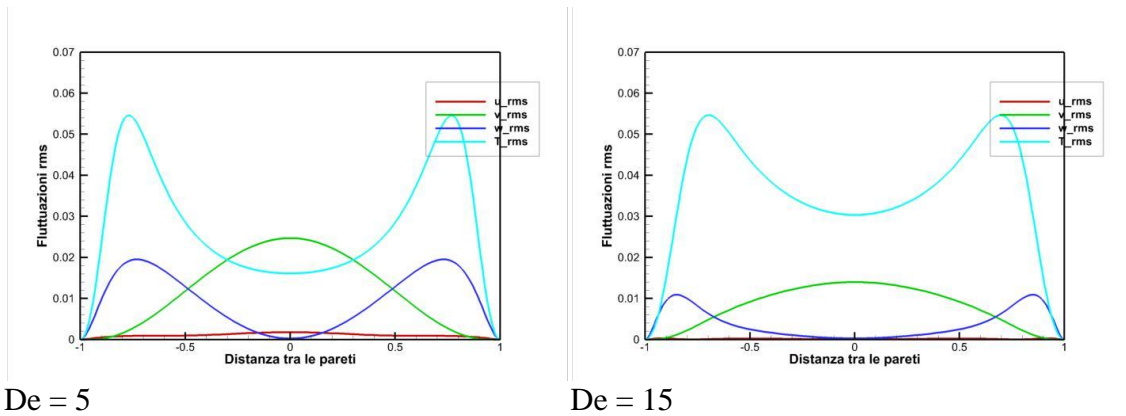 0.07
0.06
0.05
0.04
0.03
0.02
0.01
0
-1
-0.5
0
0.5
1
Fluttuazioni rms
Distanza tra le pareti
u_rms
v_rms
w_rms
T_rms
De = 5
0.07
0.06
0.05
0.04
0.03
0.02
0.01
0
-1
-0.5
0
0.5
1
Fluttuazioni rms
Distanza tra le pareti
u_rms
v_rms
w_rms
T_rms
De = 15